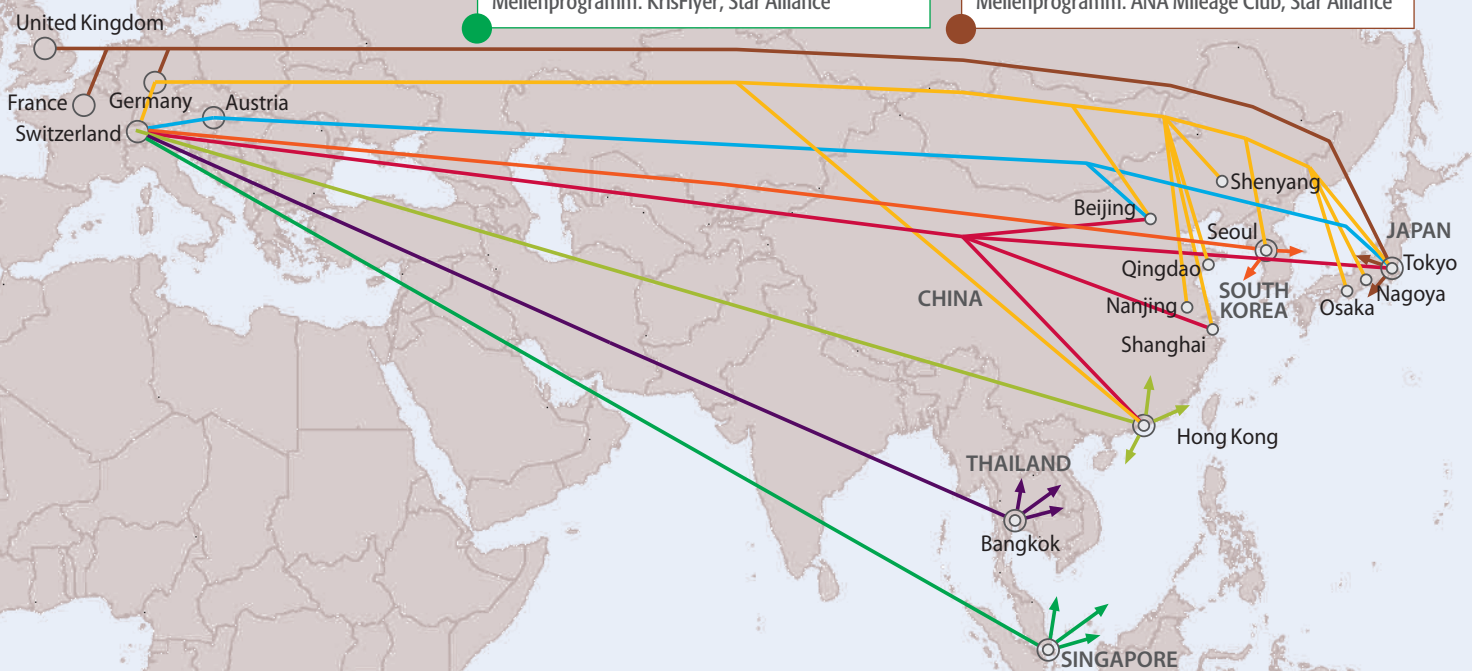 Meilenprogramm: KrisFlyer, Star Alliance
Meilenprogramm: ANA Mileage Club, Star Alliance
United Kingdom
France
Germany
Austria
Switzerland
Shenyang
Beijing
Seoul
JAPAN
Tokyo
Qingdao
CHINA
SOUTH
KOREA
Nagoya
Osaka
Nanjing
Shanghai
Hong Kong
THAILAND
Bangkok
SINGAPORE